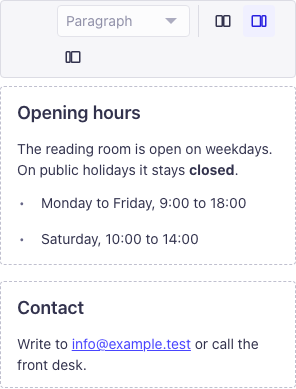 Paragraph
Opening hours
The reading room is open on weekdays.
On public holidays it stays closed.
• Monday to Friday, 9:00 to 18:00
• Saturday, 10:00 to 14:00
Contact
Write to info@example.test or call the
front desk.